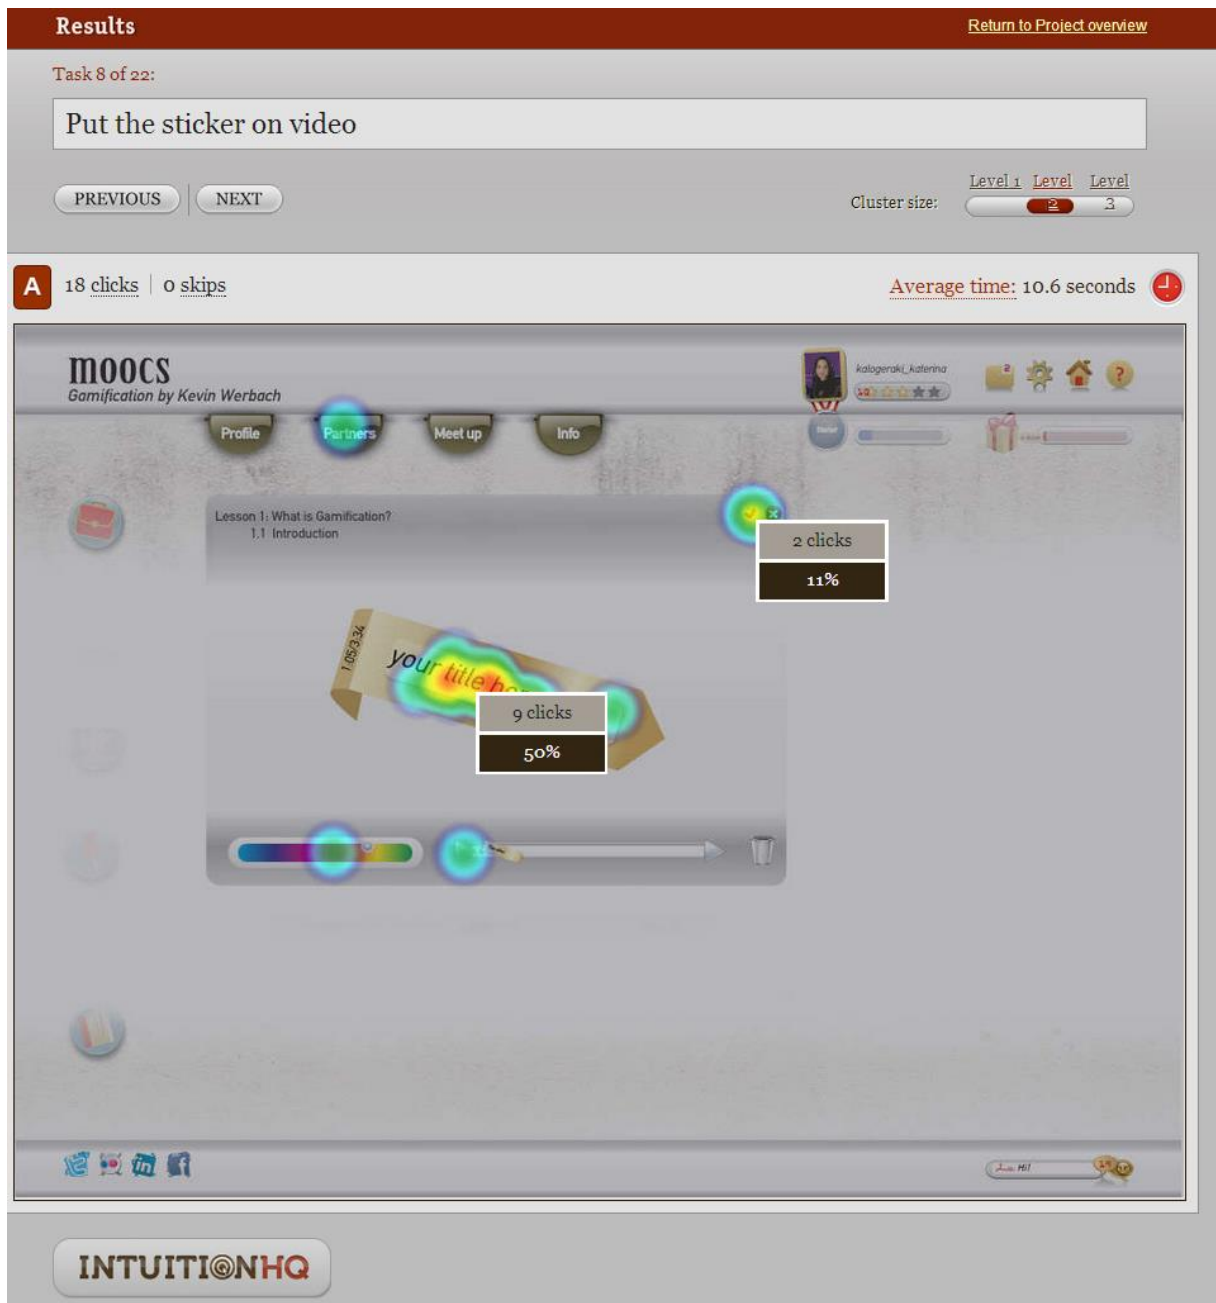 Results
Return to Project overview
Task 8 of 22:
Put the sticker on video
PREVIOUS NEXT
Cluster size:
Level 1 Level 2 Level 3
A 18 clicks 0 skips
Average time: 10.6 seconds
MOOCS
Gamification by Kevin Werbach
kalogeraki_katerina
2
?
Profile Partners Meet up Info
Lesson 1: What is Gamification?
1.1 Introduction
2 clicks
11%
1:05/3:34
your title
9 clicks
50%
in f
Hi!
INTUITIONHQ